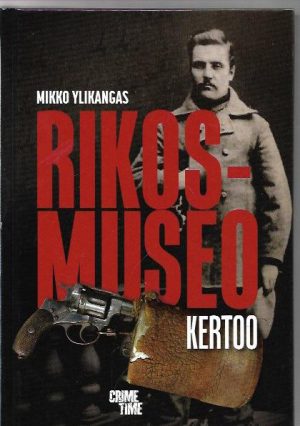 MIKKO YLIKANGAS
RIKOS-
MUSEO
KERTOO
CRIME
TIME